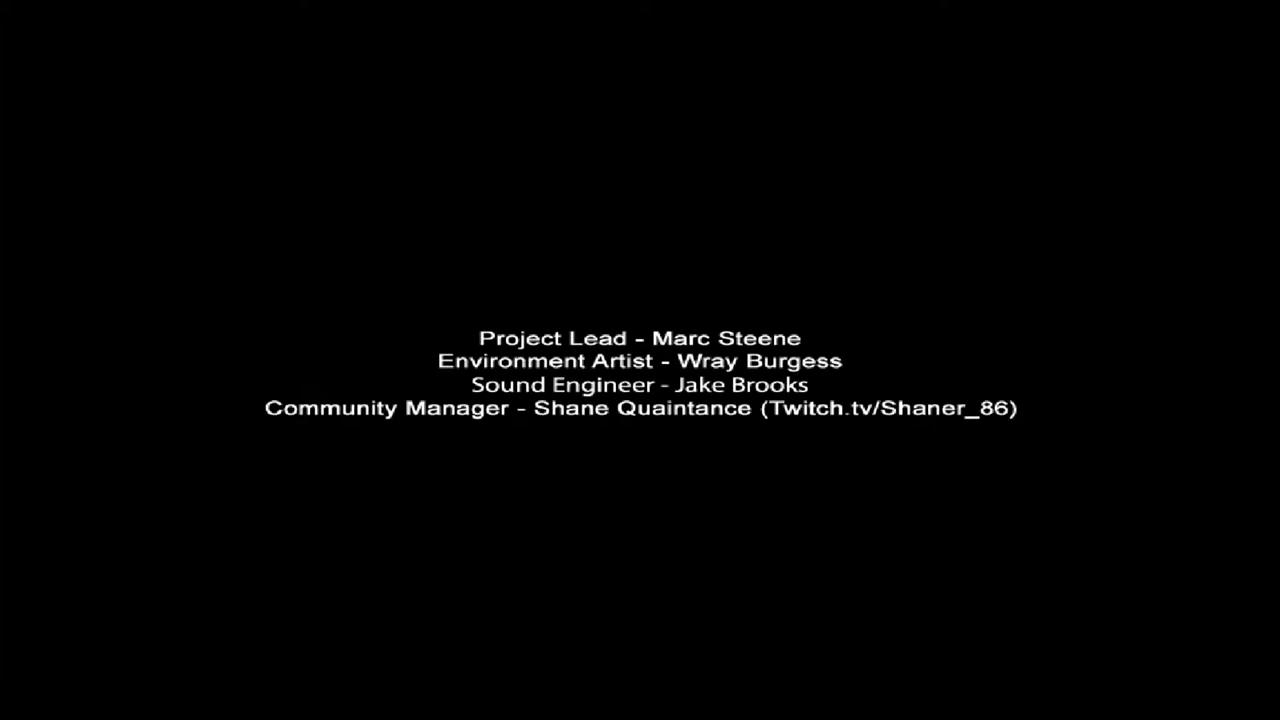 Project Lead - Marc Steene
Environment Artist - Wray Burgess
Sound Engineer - Jake Brooks
Community Manager - Shane Quaintance (Twitch.tv/Shaner_86)